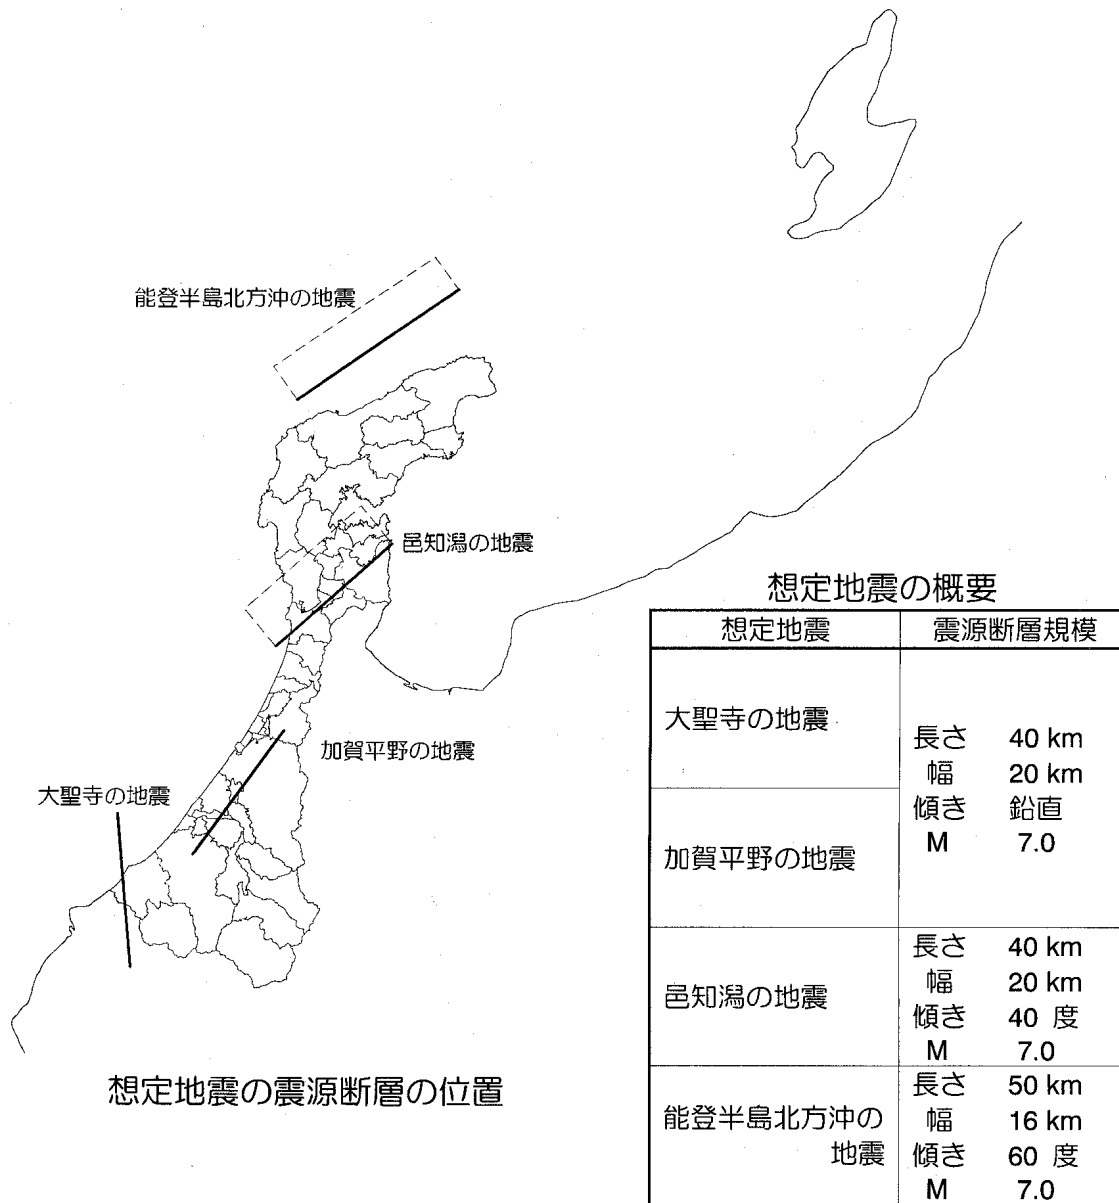 能登半島北方沖の地震
邑知潟の地震
加賀平野の地震
大聖寺の地震
想定地震の震源断層の位置
想定地震の概要
想定地震 震源断層規模
大聖寺の地震
加賀平野の地震
長さ 40 km
幅 20 km
傾き 鉛直
M 7.0
邑知潟の地震
長さ 40 km
幅 20 km
傾き 40 度
M 7.0
能登半島北方沖の
地震
長さ 50 km
幅 16 km
傾き 60 度
M 7.0